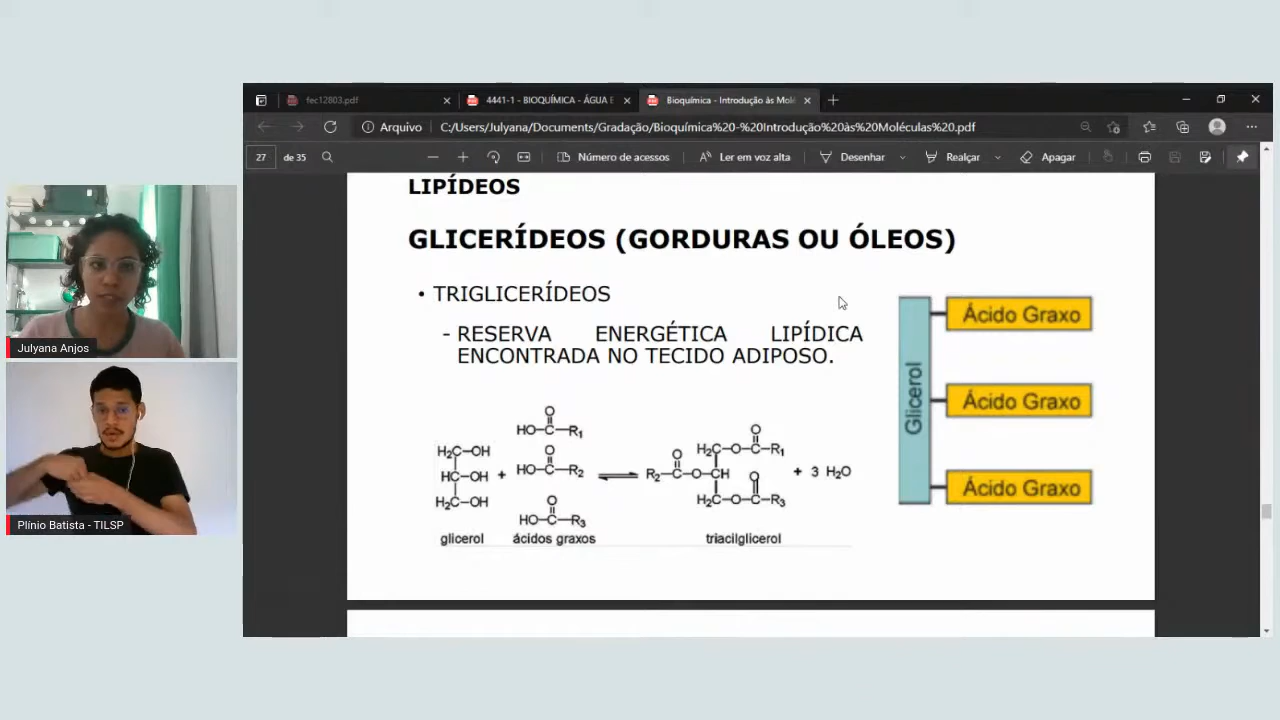 fec12803.pdf
4441-1 - BIOQUÍMICA - ÁGUA E
Bioquímica - Introdução às Molé
Arquivo
C:/Users/Julyana/Documents/Gradação/Bioquímica%20-%20Introdução%20às%20Moléculas%20.pdf
27 de 35
Número de acessos
Ler em voz alta
Desenhar
Realçar
Apagar
LIPÍDEOS
GLICERÍDEOS (GORDURAS OU ÓLEOS)
• TRIGLICERÍDEOS
- RESERVA ENERGÉTICA LIPÍDICA
ENCONTRADA NO TECIDO ADIPOSO.
Glicerol
Ácido Graxo
Ácido Graxo
Ácido Graxo
H₂C—OH
HC—OH
H₂C—OH
+
O
HO—C—R₁
O
HO—C—R₂
O
HO—C—R₃
O
H₂C—O—C—R₁
O
R₂—C—O—CH
O
H₂C—O—C—R₃
+ 3 H₂O
glicerol
ácidos graxos
triacilglicerol
Julyana Anjos
Plínio Batista - TILSP